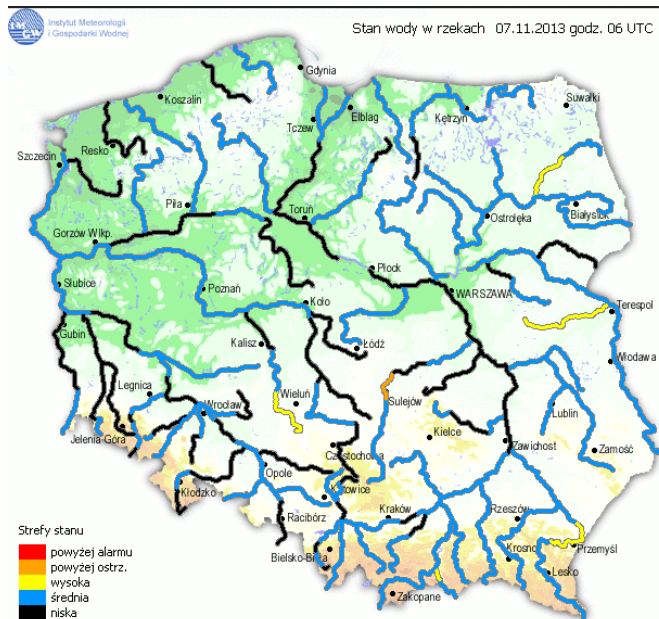 Instytut Meteorologii
i Gospodarki Wodnej
Stan wody w rzekach 07.11.2013 godz. 06 UTC
Gdynia
Koszalin
Suwałki
Elbląg
Kętrzyn
Tczew
Resko
Szczecin
Piła
Toruń
Białystok
Ostrołęka
Gorzów Wlkp.
Płock
Słubice
Poznań
WARSZAWA
Koło
Terespol
Gubin
Kalisz
Łódź
Włodawa
Legnica
Wieluń
Sulejów
Wrocław
Lublin
Jelenia-Góra
Kielce
Zawichost
Zamość
Częstochowa
Opole
Kłodzko
Katowice
Kraków
Rzeszów
Racibórz
Strefy stanu
Bielsko-Biała
Krosno
Przemyśl
powyżej alarmu
powyżej ostrz.
Lesko
wysoka
Zakopane
średnia
niska